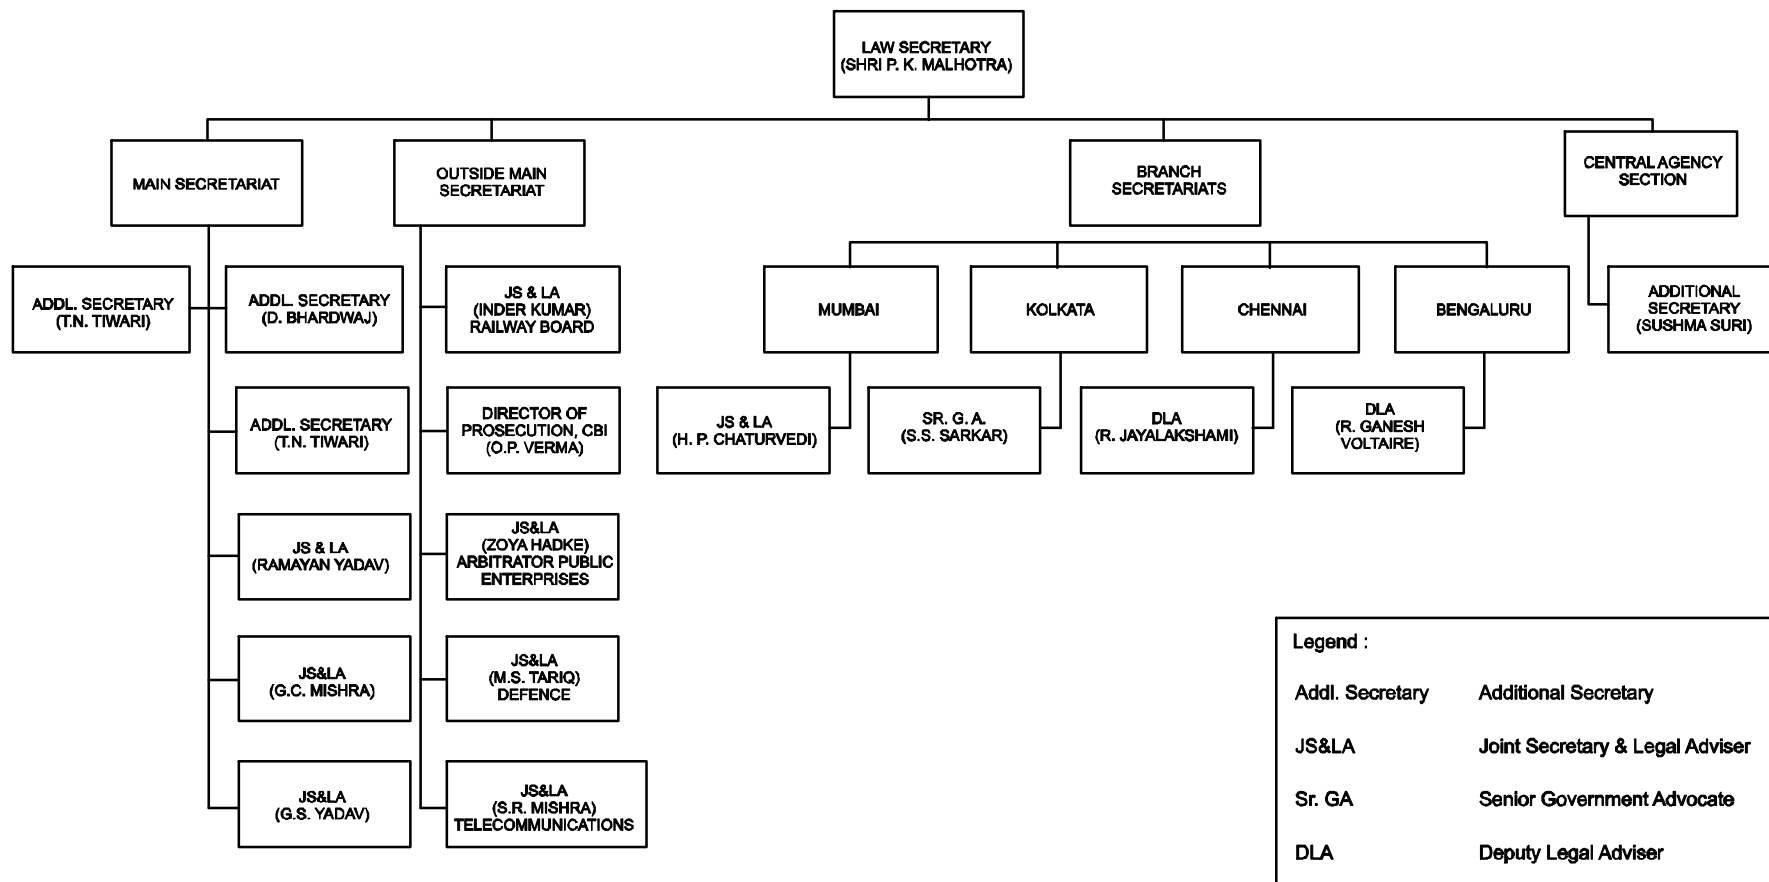 LAW SECRETARY
(SHRI P. K. MALHOTRA)
MAIN SECRETARIAT
OUTSIDE MAIN
SECRETARIAT
BRANCH
SECRETARIATS
CENTRAL AGENCY
SECTION
ADDL. SECRETARY
(T.N. TIWARI)
ADDL. SECRETARY
(D. BHARDWAJ)
JS & LA
(INDER KUMAR)
RAILWAY BOARD
MUMBAI
KOLKATA
CHENNAI
BENGALURU
ADDITIONAL
SECRETARY
(SUSHMA SURI)
ADDL. SECRETARY
(T.N. TIWARI)
DIRECTOR OF
PROSECUTION, CBI
(O.P. VERMA)
JS & LA
(H. P. CHATURVEDI)
SR. G. A.
(S.S. SARKAR)
DLA
(R. JAYALAKSHAMI)
DLA
(R. GANESH
VOLTAIRE)
JS & LA
(RAMAYAN YADAV)
JS&LA
(ZOYA HADKE)
ARBITRATOR PUBLIC
ENTERPRISES
JS&LA
(G.C. MISHRA)
JS&LA
(M.S. TARIQ)
DEFENCE
JS&LA
(G.S. YADAV)
JS&LA
(S.R. MISHRA)
TELECOMMUNICATIONS
Legend :
Addl. Secretary Additional Secretary
JS&LA Joint Secretary & Legal Adviser
Sr. GA Senior Government Advocate
DLA Deputy Legal Adviser